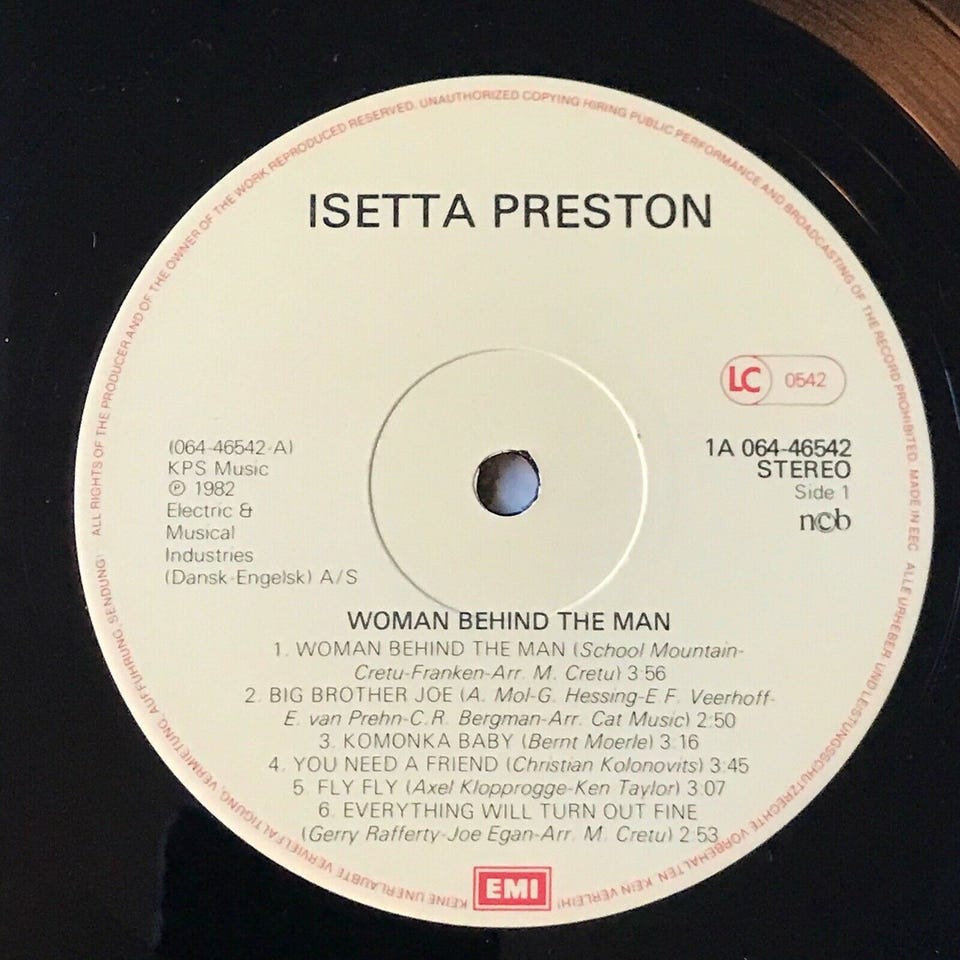 ISETTA PRESTON
LC 0542
(064-46542-A)
KPS Music
Ⓟ 1982
Electric &
Musical
Industries
(Dansk-Engelsk) A/S
1A 064-46542
STEREO
Side 1
n©b
WOMAN BEHIND THE MAN
1. WOMAN BEHIND THE MAN (School Mountain-
Cretu-Franken-Arr. M. Cretu) 3:56
2. BIG BROTHER JOE (A. Mol-G. Hessing-E.F. Veerhoff-
E. van Prehn-C.R. Bergman-Arr. Cat Music) 2:50
3. KOMONKA BABY (Bernt Moerle) 3:16
4. YOU NEED A FRIEND (Christian Kolonovits) 3:45
5. FLY FLY (Axel Klopprogge-Ken Taylor) 3:07
6. EVERYTHING WILL TURN OUT FINE
(Gerry Rafferty-Joe Egan-Arr. M. Cretu) 2:53
EMI
ALL RIGHTS OF THE PRODUCER AND OF THE OWNER OF THE WORK REPRODUCED RESERVED. UNAUTHORIZED COPYING HIRING PUBLIC PERFORMANCE AND BROADCASTING OF THE RECORD PROHIBITED. MADE IN EEC ALLE URHEBER- UND LEISTUNGSSCHUTZRECHTE VORBEHALTEN. KEIN VERLEIH! KEINE UNERLAUBTE VERVIELFÄLTIGUNG, VERMIETUNG, AUFFÜHRUNG, SENDUNG!